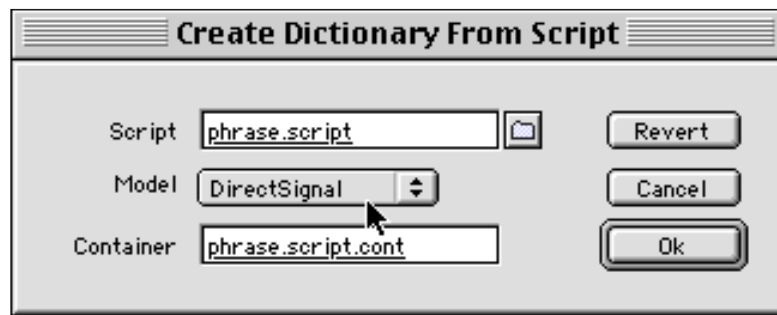 Create Dictionary From Script
Script phrase.script Revert
Model DirectSignal Cancel
Container phrase.script.cont Ok